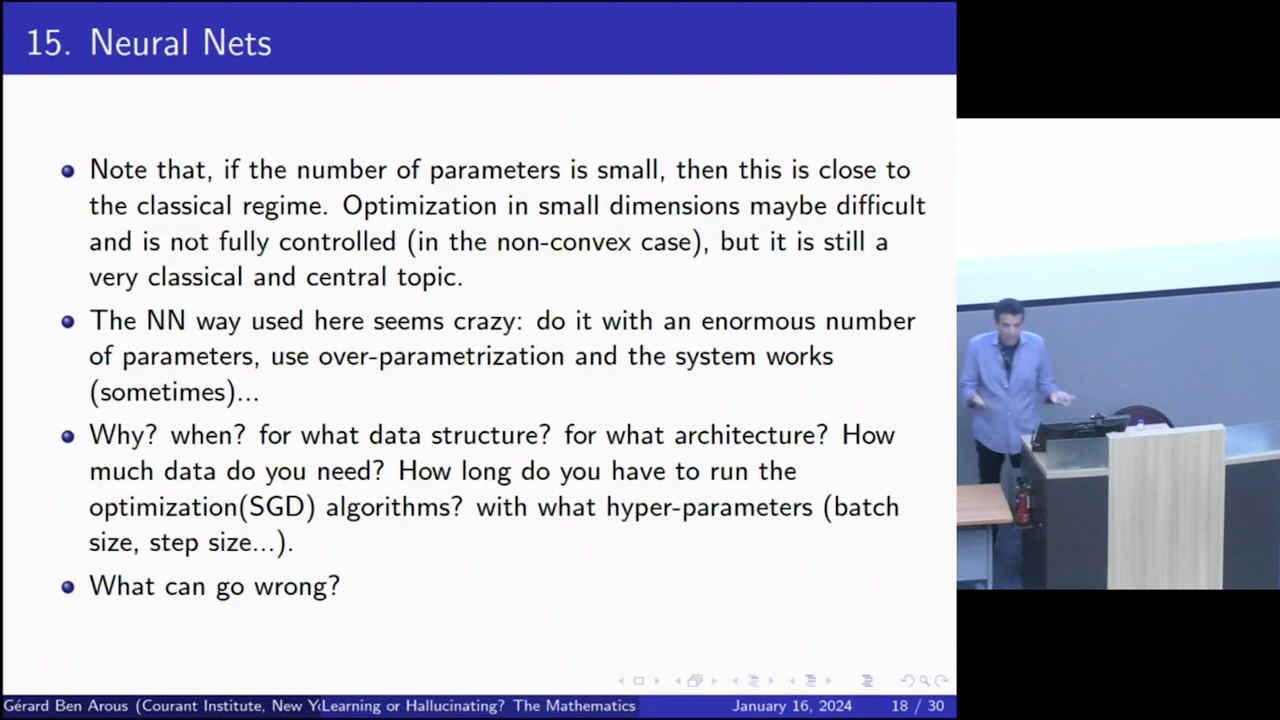 15. Neural Nets
Note that, if the number of parameters is small, then this is close to
the classical regime. Optimization in small dimensions maybe difficult
and is not fully controlled (in the non-convex case), but it is still a
very classical and central topic.
The NN way used here seems crazy: do it with an enormous number
of parameters, use over-parametrization and the system works
(sometimes)...
Why? when? for what data structure? for what architecture? How
much data do you need? How long do you have to run the
optimization(SGD) algorithms? with what hyper-parameters (batch
size, step size...).
What can go wrong?
Gérard Ben Arous (Courant Institute, New Learning or Hallucinating? The Mathematics January 16, 2024 18 / 30